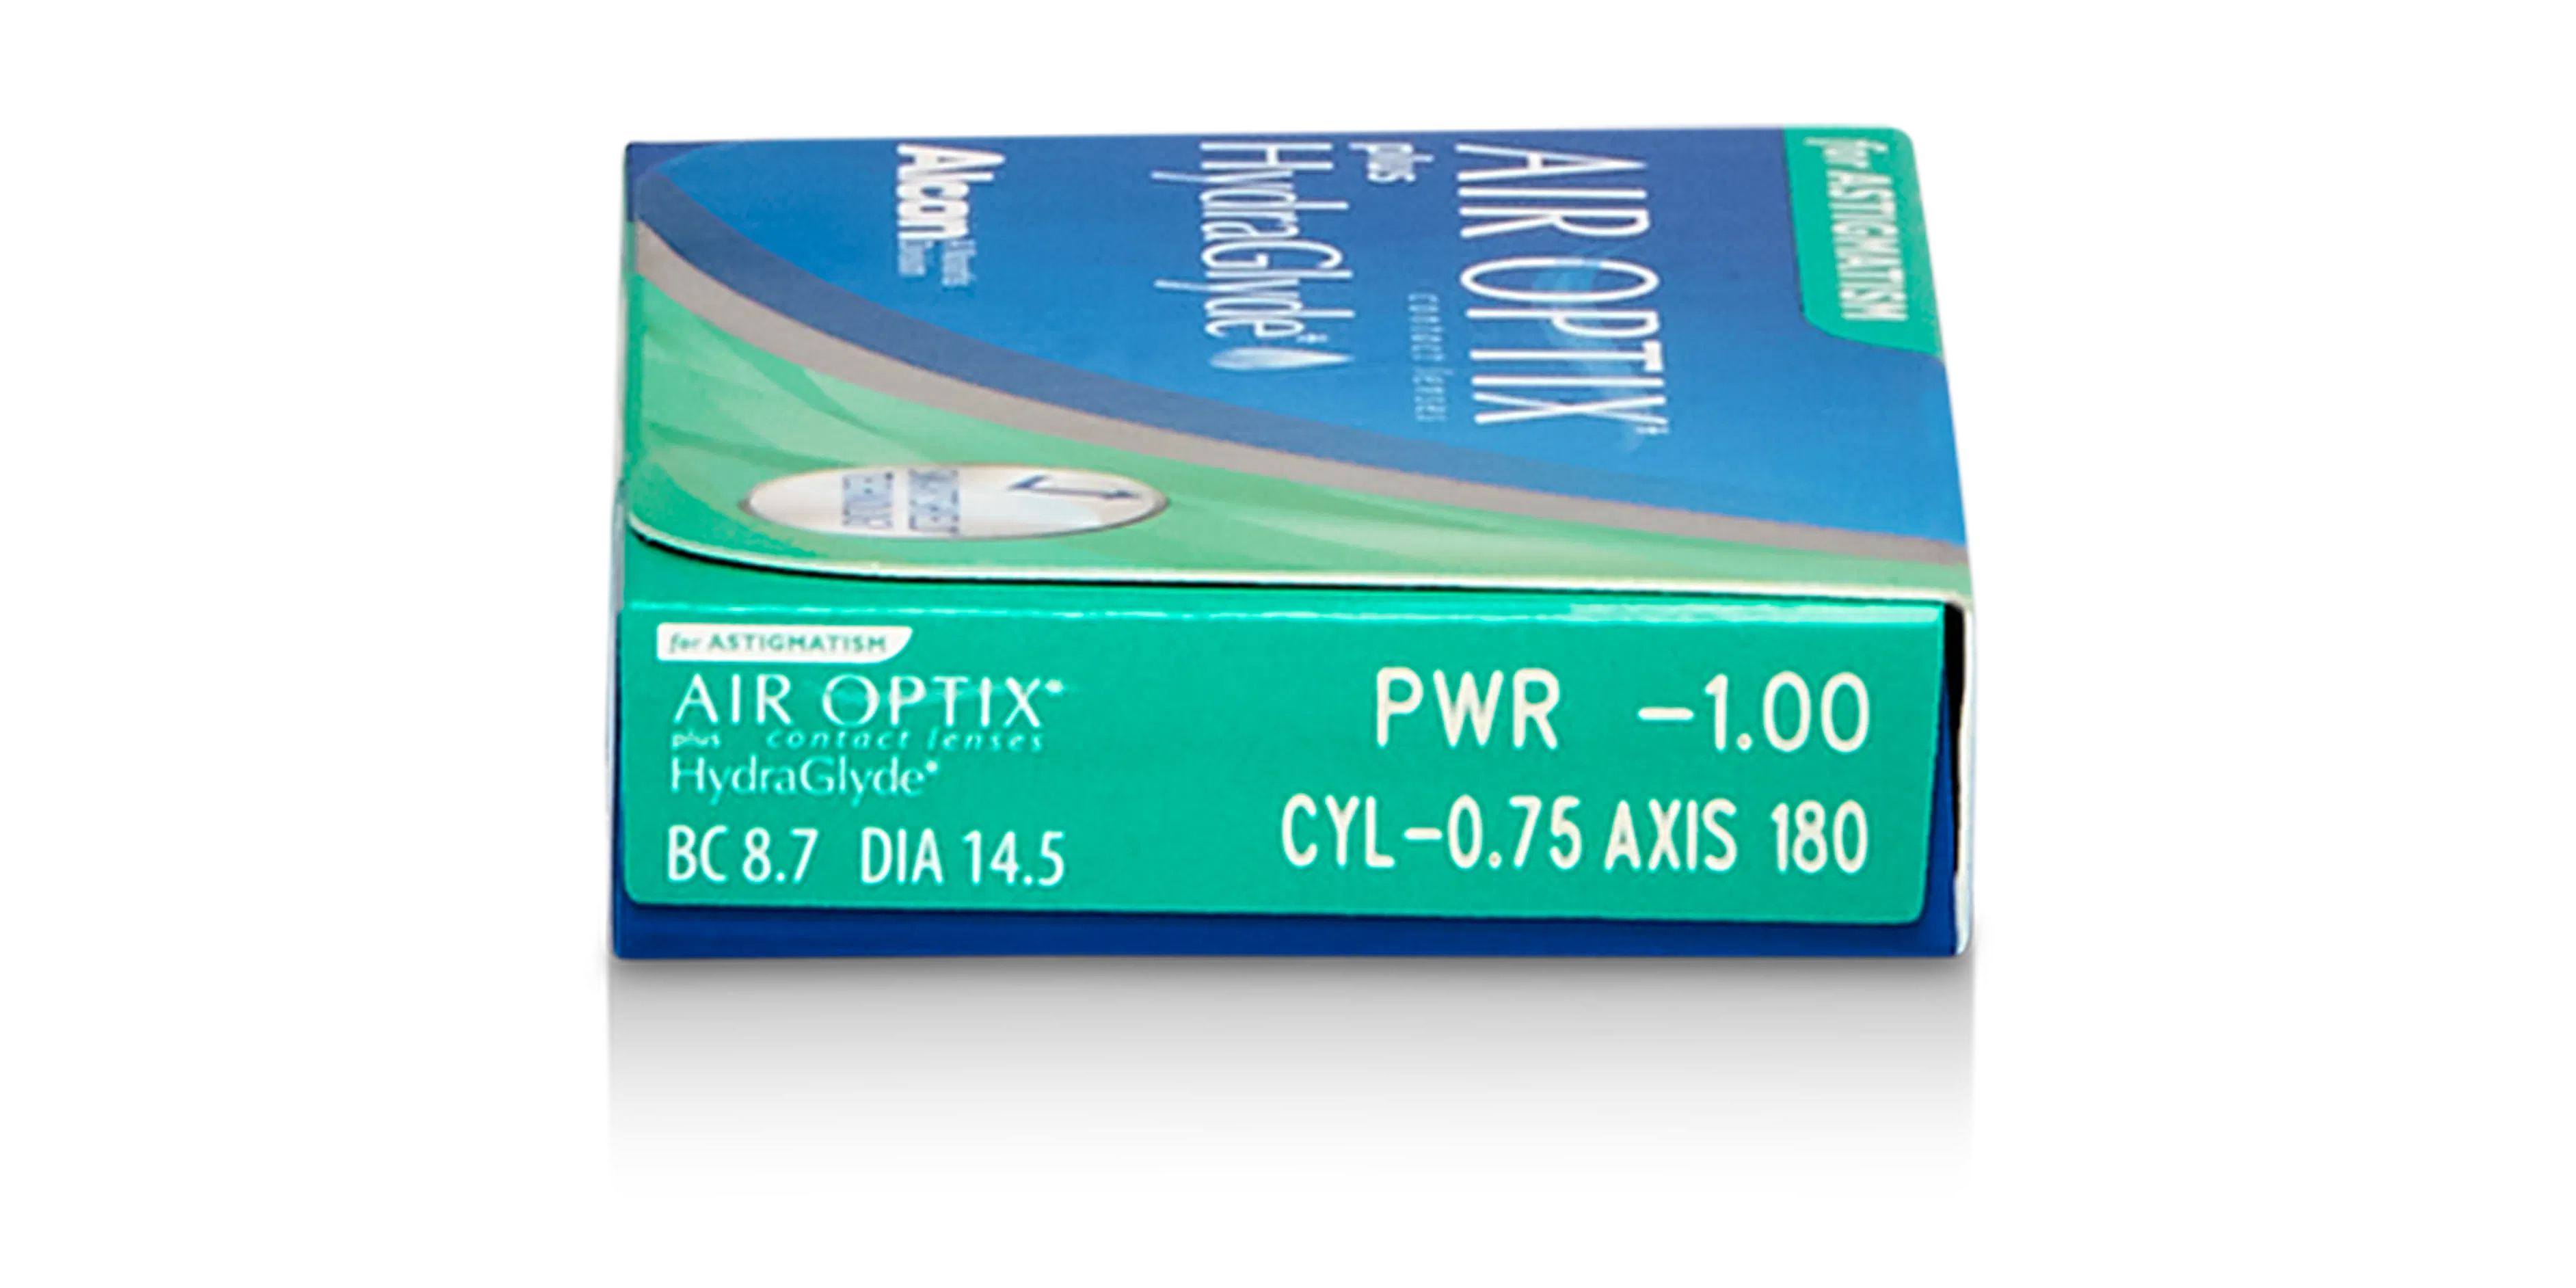 for ASTIGMATISM
AIR OPTIX*
contact lenses
plus
HydraGlyde*
Alcon
for ASTIGMATISM
AIR OPTIX*
plus contact lenses
HydraGlyde*
BC 8.7 DIA 14.5
PWR -1.00
CYL-0.75 AXIS 180